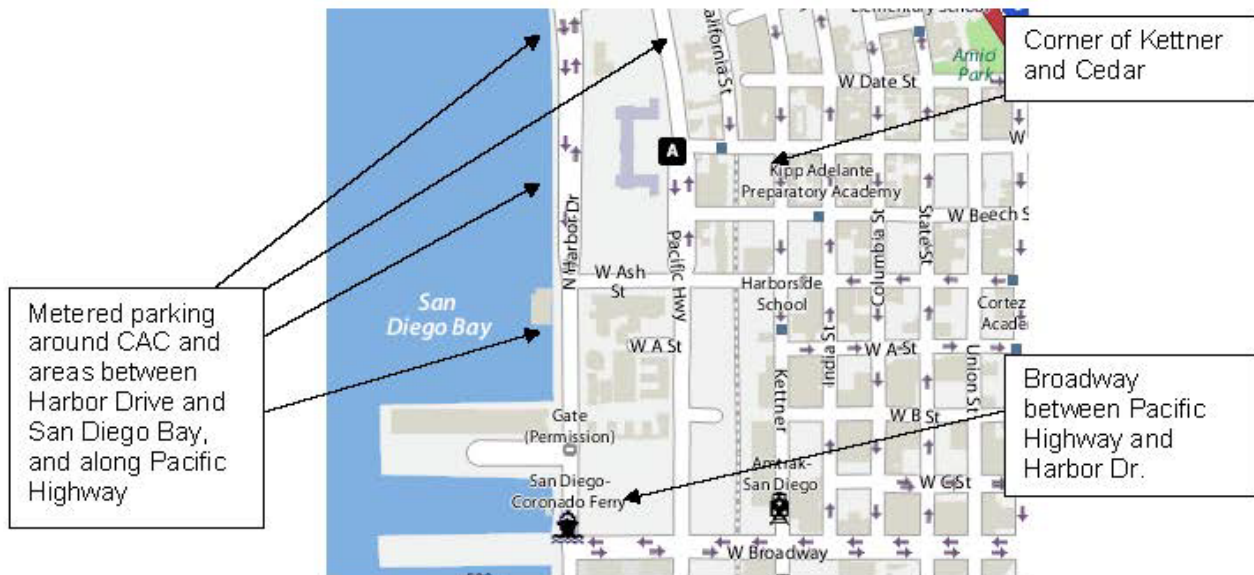 Elementary School
California St
Amici
Park
Corner of Kettner
and Cedar
W Date St
W
A
Kipp Adelante
Preparatory Academy
State St
Columbia St
W Beech S
N Harbor Dr
Pacific Hwy
W Ash
St
Harborside
School
Cortez
Acade
San
Diego Bay
Metered parking
around CAC and
areas between
Harbor Drive and
San Diego Bay,
and along Pacific
Highway
W A St
India St
W A St
Union St
Kettner
Broadway
between Pacific
Highway and
Harbor Dr.
W B St
Gate
(Permission)
Amtrak-
San Diego
San Diego-
Coronado Ferry
W C St
W Broadway